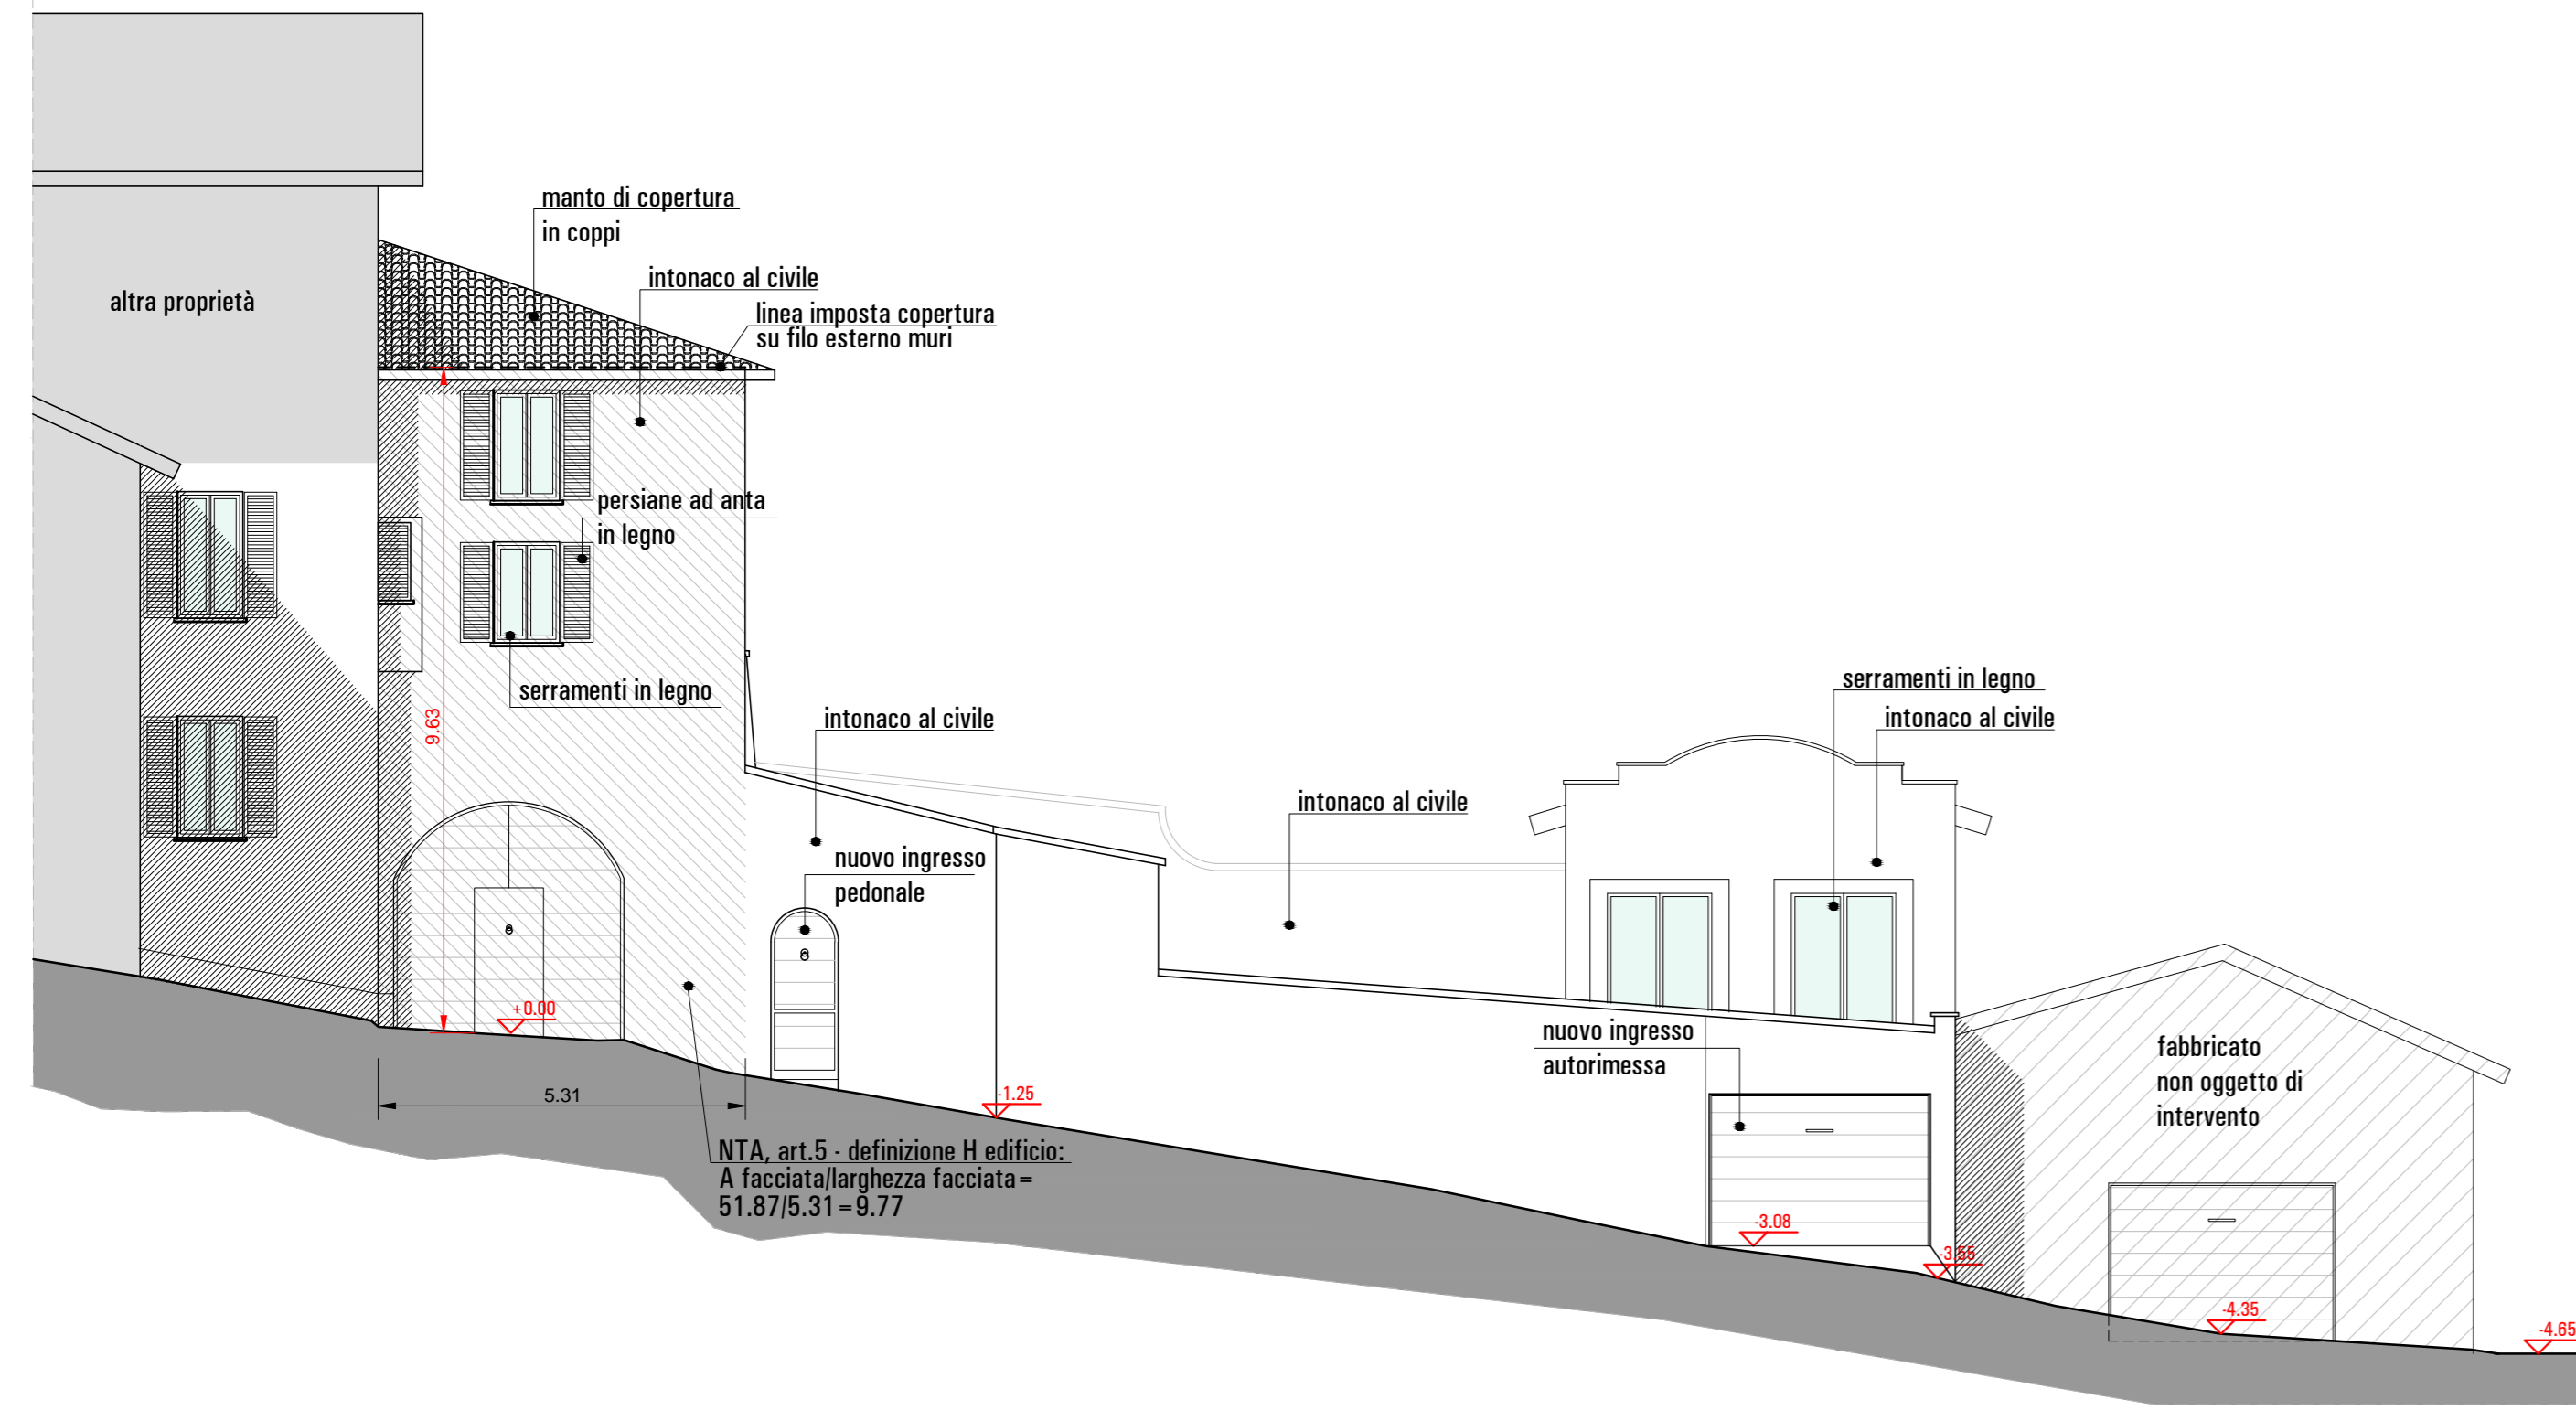 manto di copertura
in coppi
intonaco al civile
altra proprietà
linea imposta copertura
su filo esterno muri
persiane ad anta
in legno
serramenti in legno
9.63
intonaco al civile
serramenti in legno
intonaco al civile
intonaco al civile
nuovo ingresso
pedonale
+0.00
nuovo ingresso
autorimessa
fabbricato
non oggetto di
intervento
5.31
-1.25
NTA, art.5 - definizione H edificio:
A facciata/larghezza facciata=
51.87/5.31=9.77
-3.08
-3.55
-4.35
-4.65